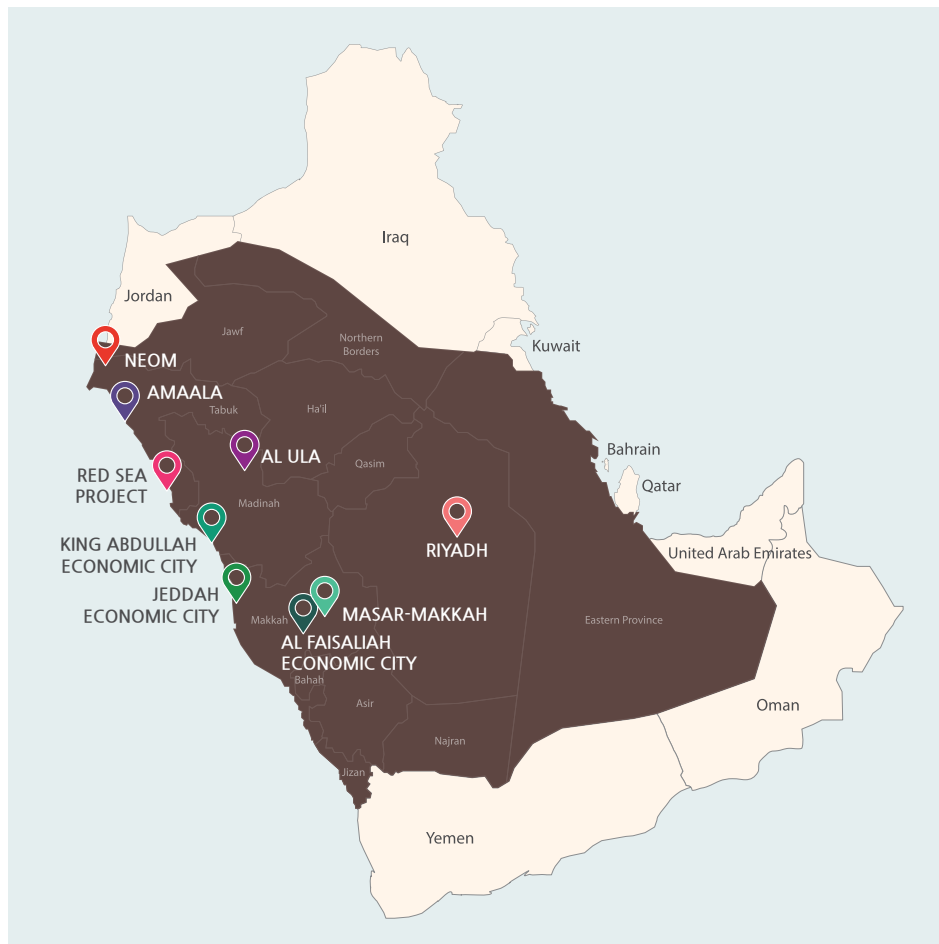 Iraq
Jordan
Jawf
Northern
Borders
Kuwait
NEOM
AMAALA
Tabuk
Ha'il
Bahrain
AL ULA
Qasim
RED SEA
PROJECT
Qatar
Madinah
KING ABDULLAH
ECONOMIC CITY
RIYADH
United Arab Emirates
JEDDAH
ECONOMIC CITY
Makkah
MASAR-MAKKAH
Eastern Province
AL FAISALIAH
ECONOMIC CITY
Bahah
Asir
Oman
Najran
Jizan
Yemen